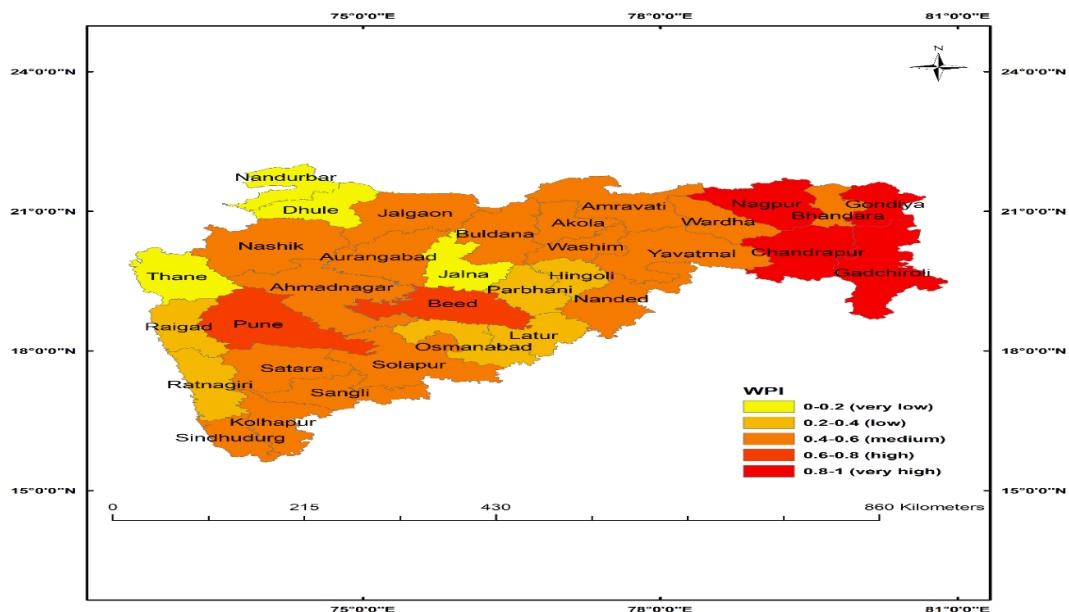 75°0'0"E 78°0'0"E 81°0'0"E
N
24°0'0"N 24°0'0"N
Nandurbar
Dhule
Jalgaon
Amravati
Nagpur
Gondiya
21°0'0"N 21°0'0"N
Bhandara
Akola
Wardha
Buldana
Nashik
Aurangabad
Washim
Yavatmal
Chandrapur
Thane
Jalna
Hingoli
Gadchiroli
Ahmadnagar
Parbhani
Nanded
Beed
Raigad
Pune
Latur
Osmanabad
18°0'0"N 18°0'0"N
Satara
Solapur
Ratnagiri
Sangli
Kolhapur
Sindhudurg
WPI
0-0.2 (very low)
0.2-0.4 (low)
0.4-0.6 (medium)
0.6-0.8 (high)
0.8-1 (very high)
15°0'0"N 15°0'0"N
0 215 430 860 Kilometers
75°0'0"E 78°0'0"E 81°0'0"E